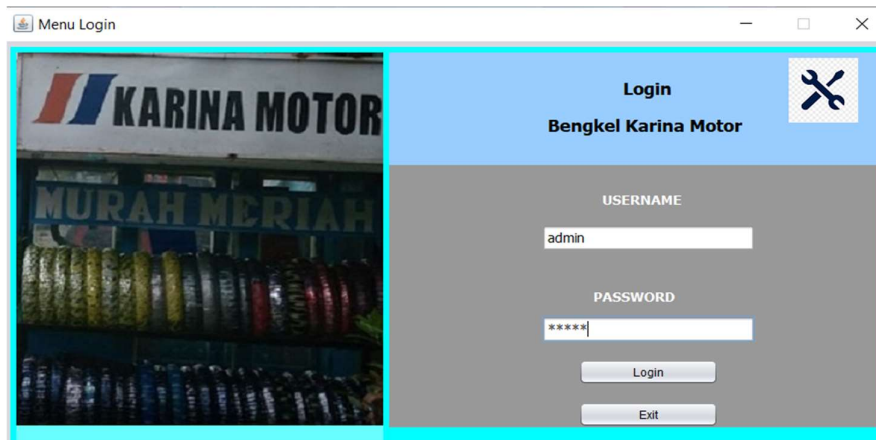 Menu Login
KARINA MOTOR
MURAH MERIAH
Login
Bengkel Karina Motor
USERNAME
admin
PASSWORD
*****
Login
Exit